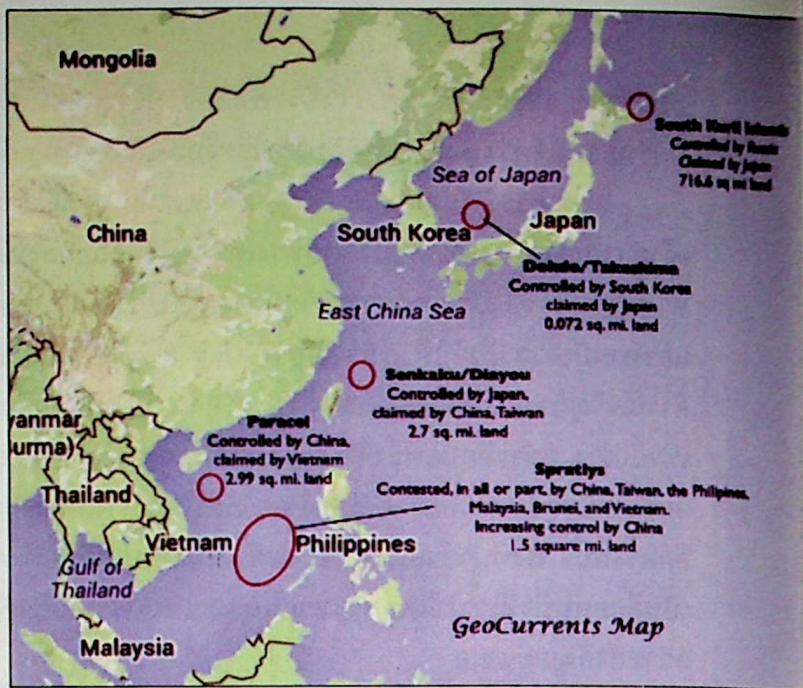 Mongolia
South Kuril Islands
Controlled by Russia
Claimed by Japan
716.6 sq mi land
Sea of Japan
China
South Korea
Japan
Dokdo/Takeshima
Controlled by South Korea
claimed by Japan
0.072 sq. mi. land
East China Sea
Senkaku/Diayou
Controlled by Japan,
claimed by China, Taiwan
2.7 sq. mi. land
yanmar
urma)
Paracel
Controlled by China,
claimed by Vietnam
2.99 sq. mi. land
Thailand
Spratlys
Contested, in all or part, by China, Taiwan, the Philipines,
Malaysia, Brunei, and Vietnam.
Increasing control by China
1.5 square mi. land
Vietnam
Philippines
Gulf of
Thailand
Malaysia
GeoCurrents Map